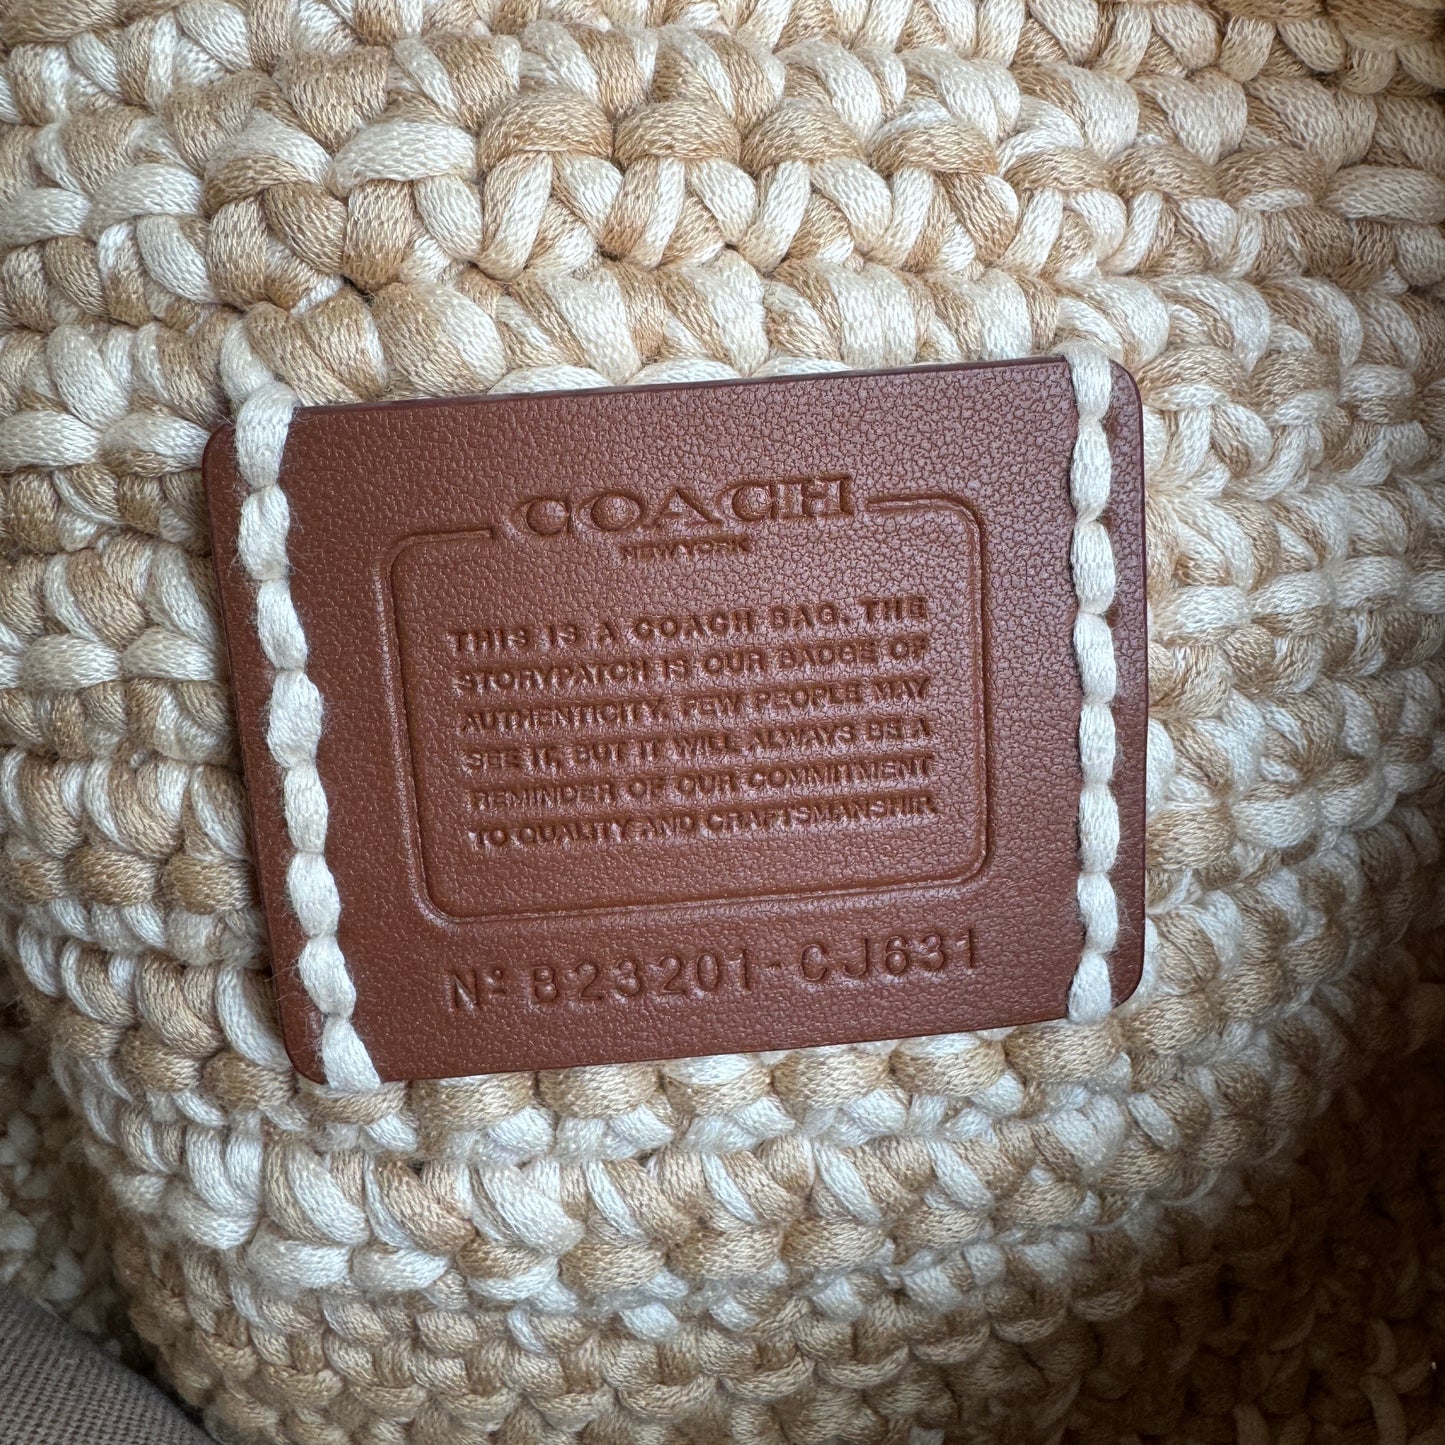 COACH
NEW YORK
THIS IS A COACH BAG. THE
STORYPATCH IS OUR BADGE OF
AUTHENTICITY. FEW PEOPLE MAY
SEE IT, BUT IT WILL ALWAYS BE A
REMINDER OF OUR COMMITMENT
TO QUALITY AND CRAFTSMANSHIP.
Nº B23201-CJ631